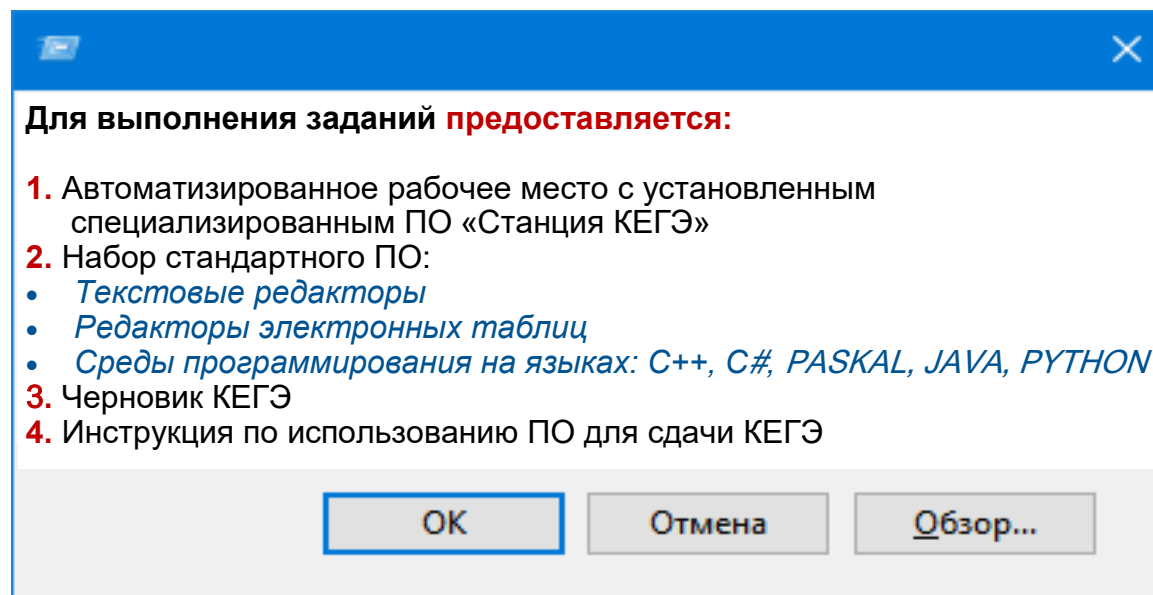 Для выполнения заданий предоставляется:
1. Автоматизированное рабочее место с установленным
специализированным ПО «Станция КЕГЭ»
2. Набор стандартного ПО:
• Текстовые редакторы
• Редакторы электронных таблиц
• Среды программирования на языках: C++, C#, PASKAL, JAVA, PYTHON
3. Черновик КЕГЭ
4. Инструкция по использованию ПО для сдачи КЕГЭ
ОК Отмена Обзор...